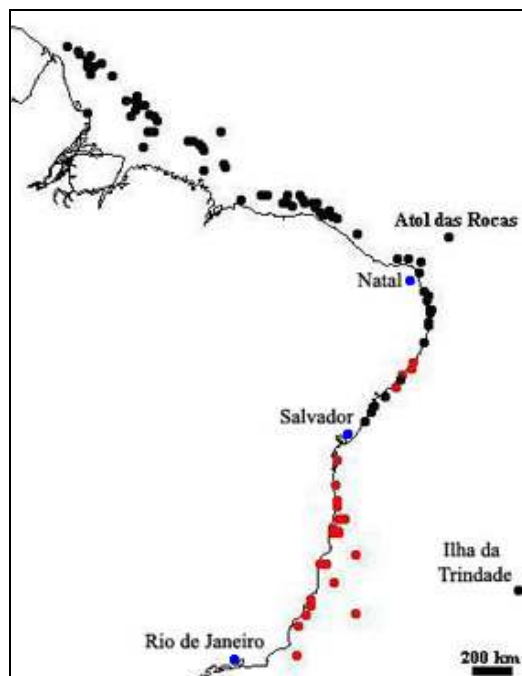 Atol das Rocas
Natal
Salvador
Ilha da
Trindade
Rio de Janeiro
200 km